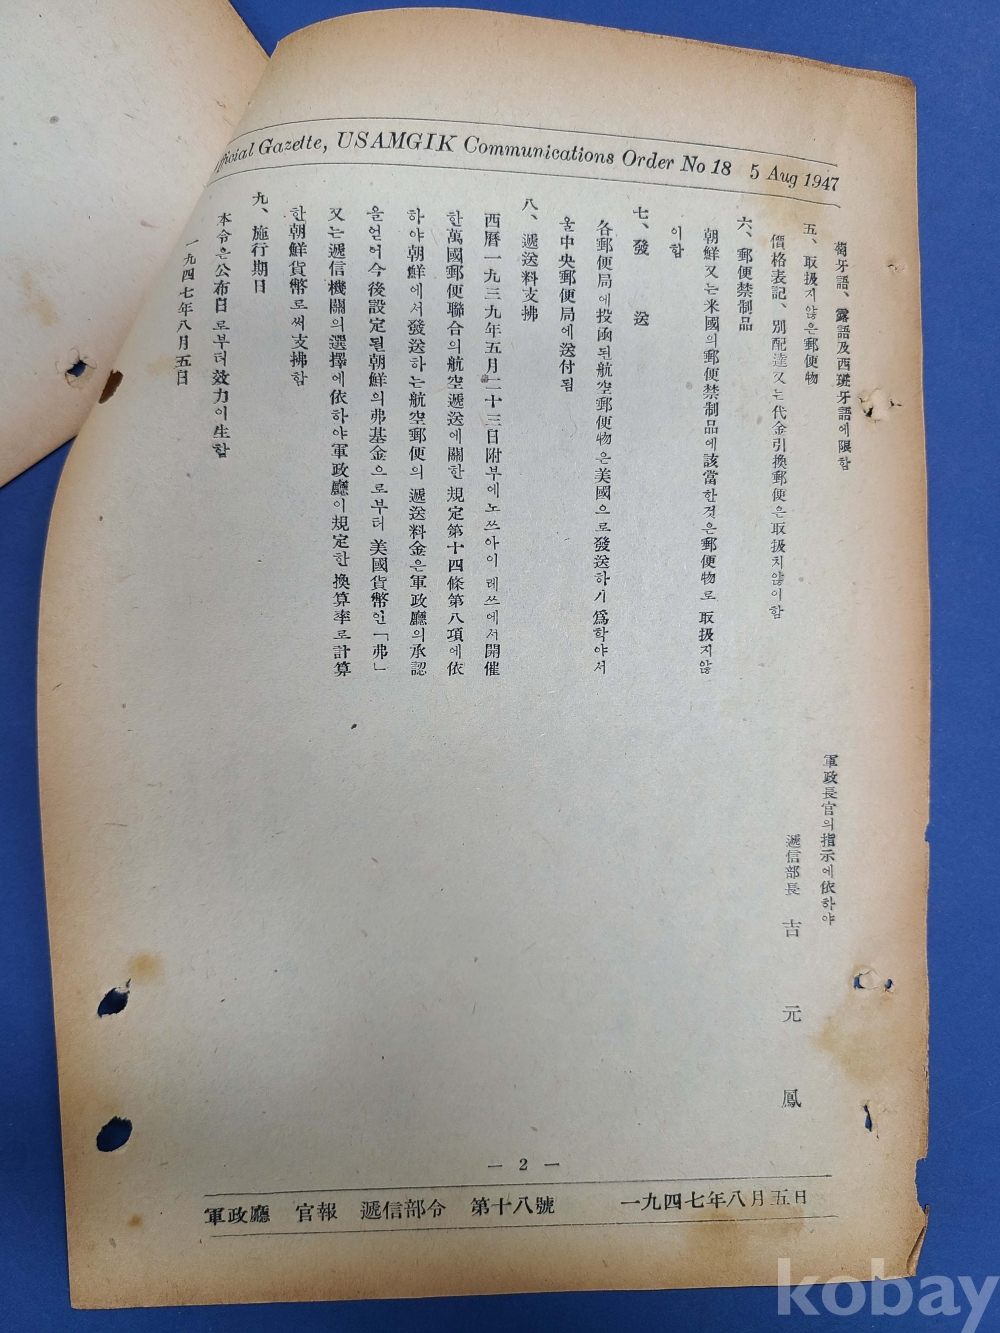 Official Gazette, USAMGIK Communications Order No 18 5 Aug 1947
萄牙語、露語及西班牙語에限함
五、取扱지않은郵便物
價格表記、別配達又는代金引換郵便은取扱치않이함
六、郵便禁制品
朝鮮又는米國의郵便禁制品에該當한것은郵便物로取扱지않
이함
七、發送
各郵便局에投函된航空郵便物은美國으로發送하기爲학야서
울中央郵便局에送付됨
八、遞送料支拂
西曆一九三九年五月二十三日附부에노쓰아이레쓰에서開催
한萬國郵便聯合의航空遞送에關한規定第十四條第八項에依
하야朝鮮에서發送하는航空郵便의遞送料金은軍政廳의承認
을얻어今後設定될朝鮮의弗基金으로부터美國貨幣인「弗」
又는遞信機關의選擇에依하야軍政廳이規定한換算率로計算
한朝鮮貨幣로써支拂함
九、施行期日
本令은公布日로부터效力이生함
一九四七年八月五日
軍政長官의指示에依하야
遞信部長 吉元鳳
— 2 —
軍政廳 官報 遞信部令 第十八號 一九四七年八月五日
kobay